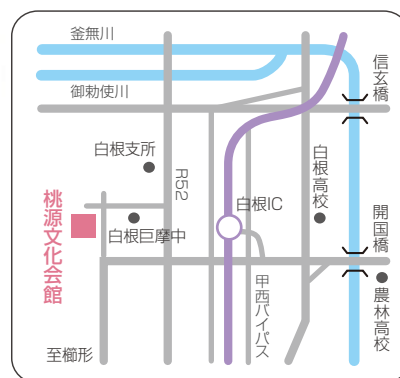 釜無川
信玄橋
御勅使川
白根支所
R52
白根高校
桃源文化会館
白根IC
白根巨摩中
開国橋
甲西バイパス
農林高校
至櫛形